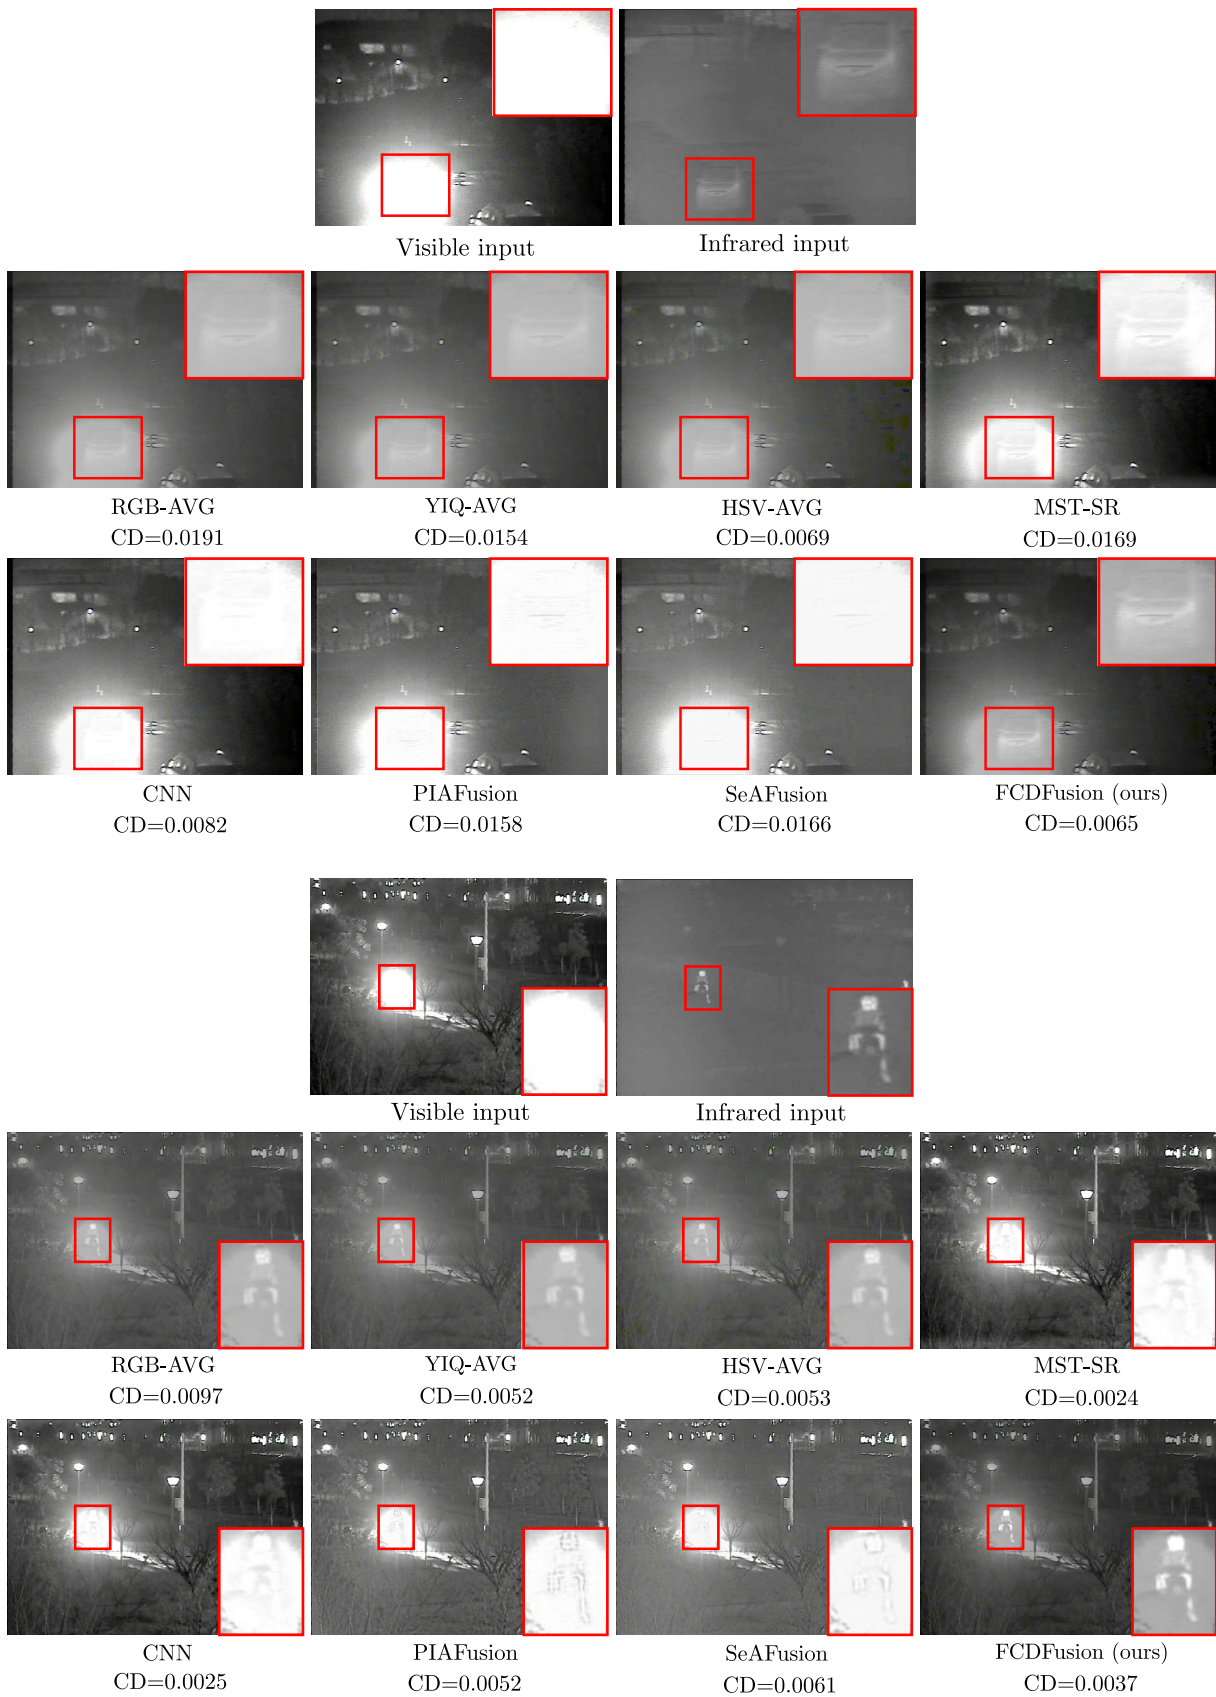 Visible input
Infrared input
RGB-AVG
CD=0.0191
YIQ-AVG
CD=0.0154
HSV-AVG
CD=0.0069
MST-SR
CD=0.0169
CNN
CD=0.0082
PIAFusion
CD=0.0158
SeAFusion
CD=0.0166
FCDFusion (ours)
CD=0.0065
Visible input
Infrared input
RGB-AVG
CD=0.0097
YIQ-AVG
CD=0.0052
HSV-AVG
CD=0.0053
MST-SR
CD=0.0024
CNN
CD=0.0025
PIAFusion
CD=0.0052
SeAFusion
CD=0.0061
FCDFusion (ours)
CD=0.0037